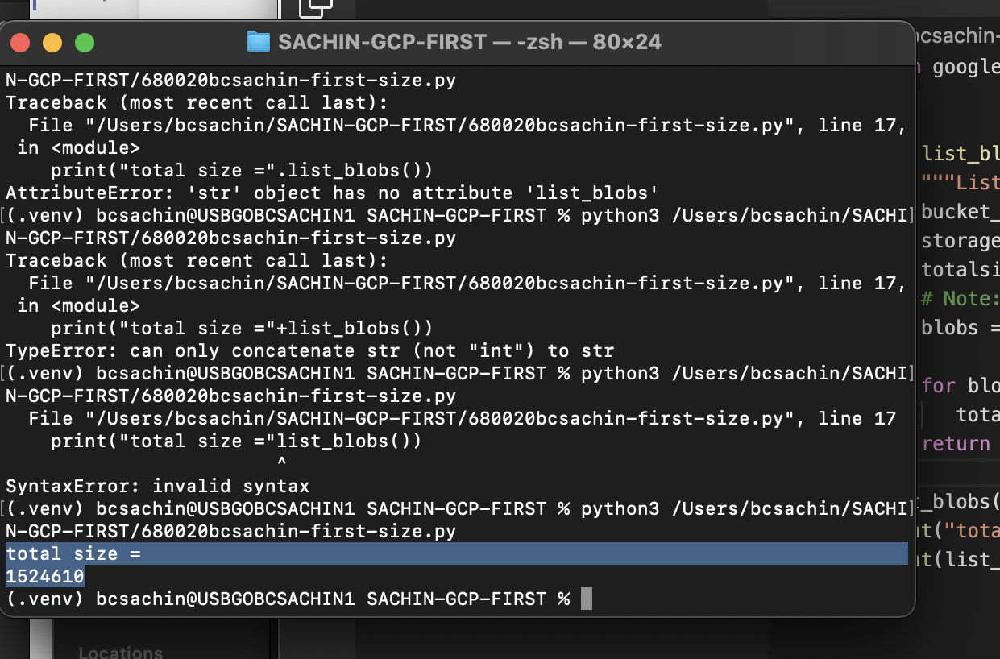 SACHIN-GCP-FIRST — -zsh — 80×24
N-GCP-FIRST/680020bcsachin-first-size.py
Traceback (most recent call last):
  File "/Users/bcsachin/SACHIN-GCP-FIRST/680020bcsachin-first-size.py", line 17,
 in <module>
    print("total size =".list_blobs())
AttributeError: 'str' object has no attribute 'list_blobs'
[(.venv) bcsachin@USBGOBCSACHIN1 SACHIN-GCP-FIRST % python3 /Users/bcsachin/SACHI]
N-GCP-FIRST/680020bcsachin-first-size.py
Traceback (most recent call last):
  File "/Users/bcsachin/SACHIN-GCP-FIRST/680020bcsachin-first-size.py", line 17,
 in <module>
    print("total size ="+list_blobs())
TypeError: can only concatenate str (not "int") to str
[(.venv) bcsachin@USBGOBCSACHIN1 SACHIN-GCP-FIRST % python3 /Users/bcsachin/SACHI]
N-GCP-FIRST/680020bcsachin-first-size.py
  File "/Users/bcsachin/SACHIN-GCP-FIRST/680020bcsachin-first-size.py", line 17
    print("total size ="list_blobs())
                        ^
SyntaxError: invalid syntax
[(.venv) bcsachin@USBGOBCSACHIN1 SACHIN-GCP-FIRST % python3 /Users/bcsachin/SACHI]
N-GCP-FIRST/680020bcsachin-first-size.py
total size =
1524610
(.venv) bcsachin@USBGOBCSACHIN1 SACHIN-GCP-FIRST %
bcsachin-
google
list_bl
"""List
bucket_
storage
totalsi
# Note:
blobs =
for blo
tota
return
t_blobs(
nt("tota
nt(list_
Locations